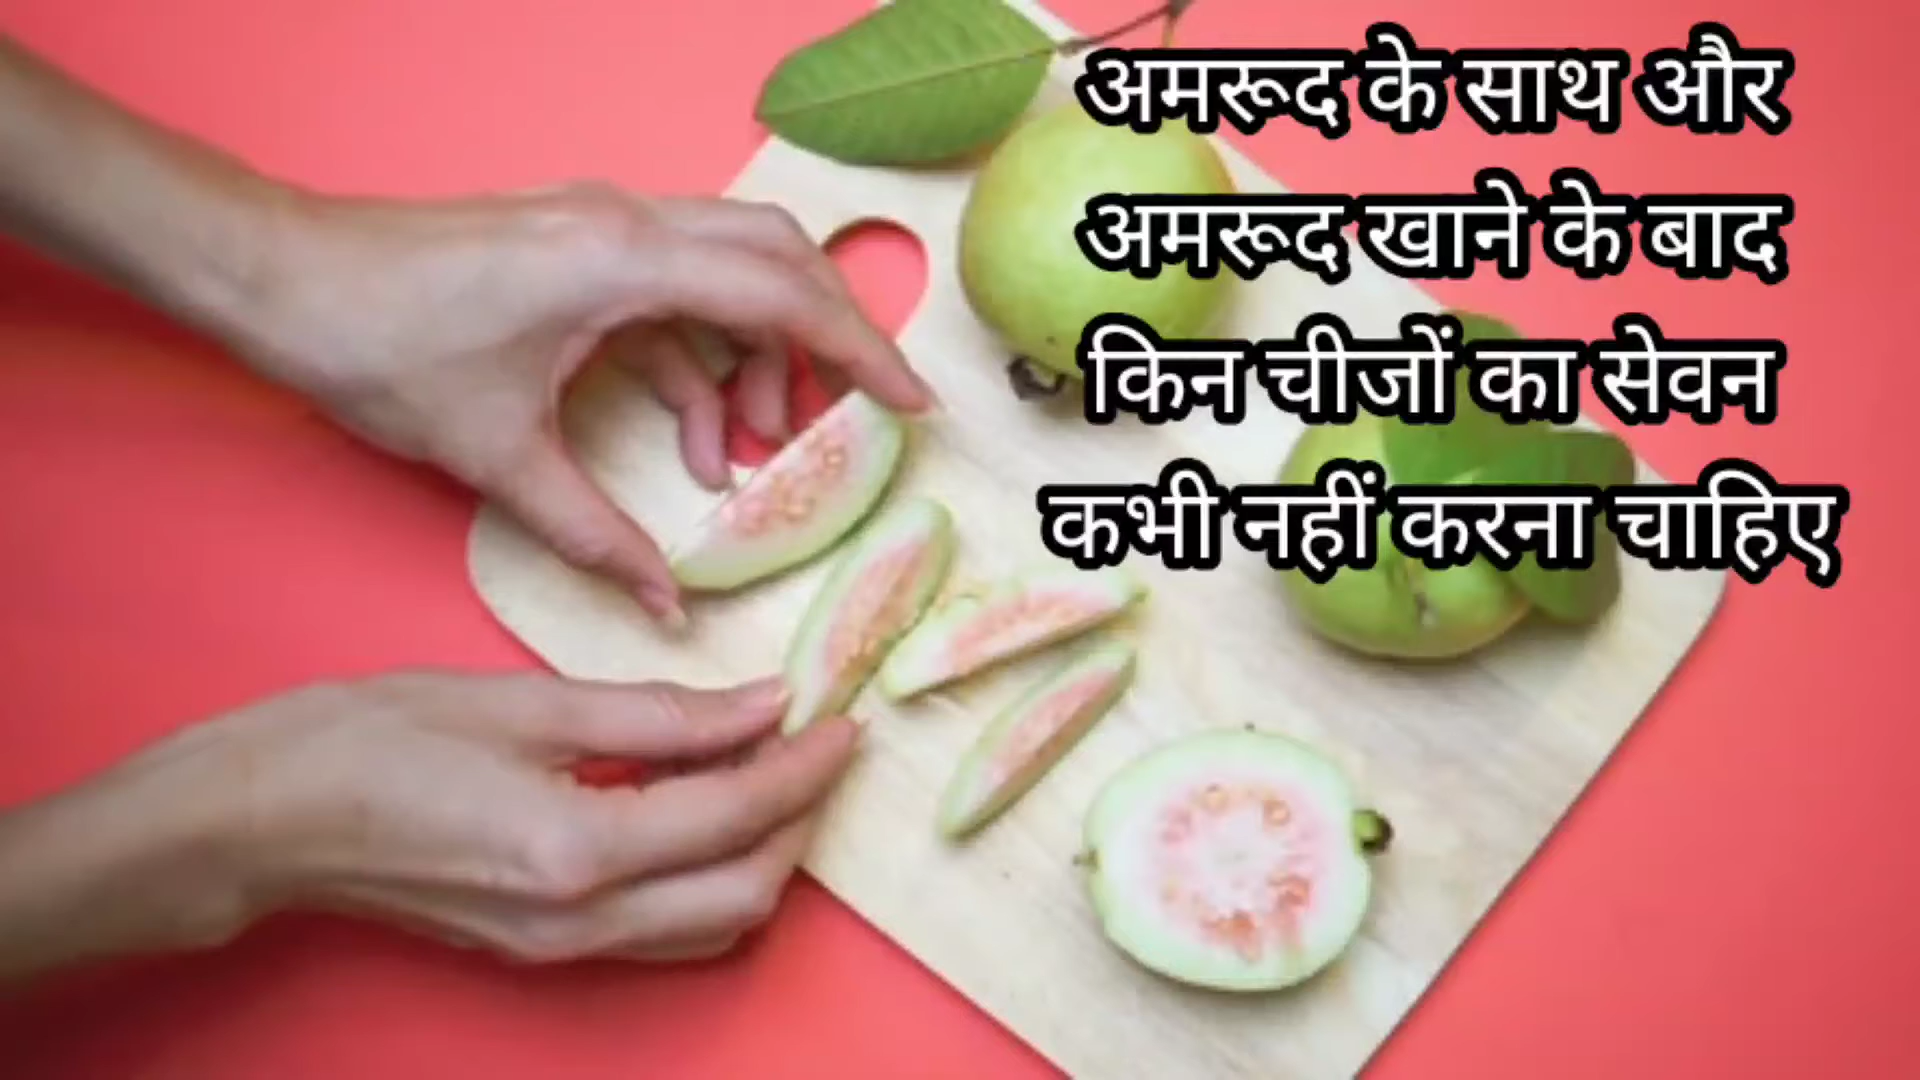 अमरूद के साथ और
अमरूद खाने के बाद
किन चीजों का सेवन
कभी नहीं करना चाहिए